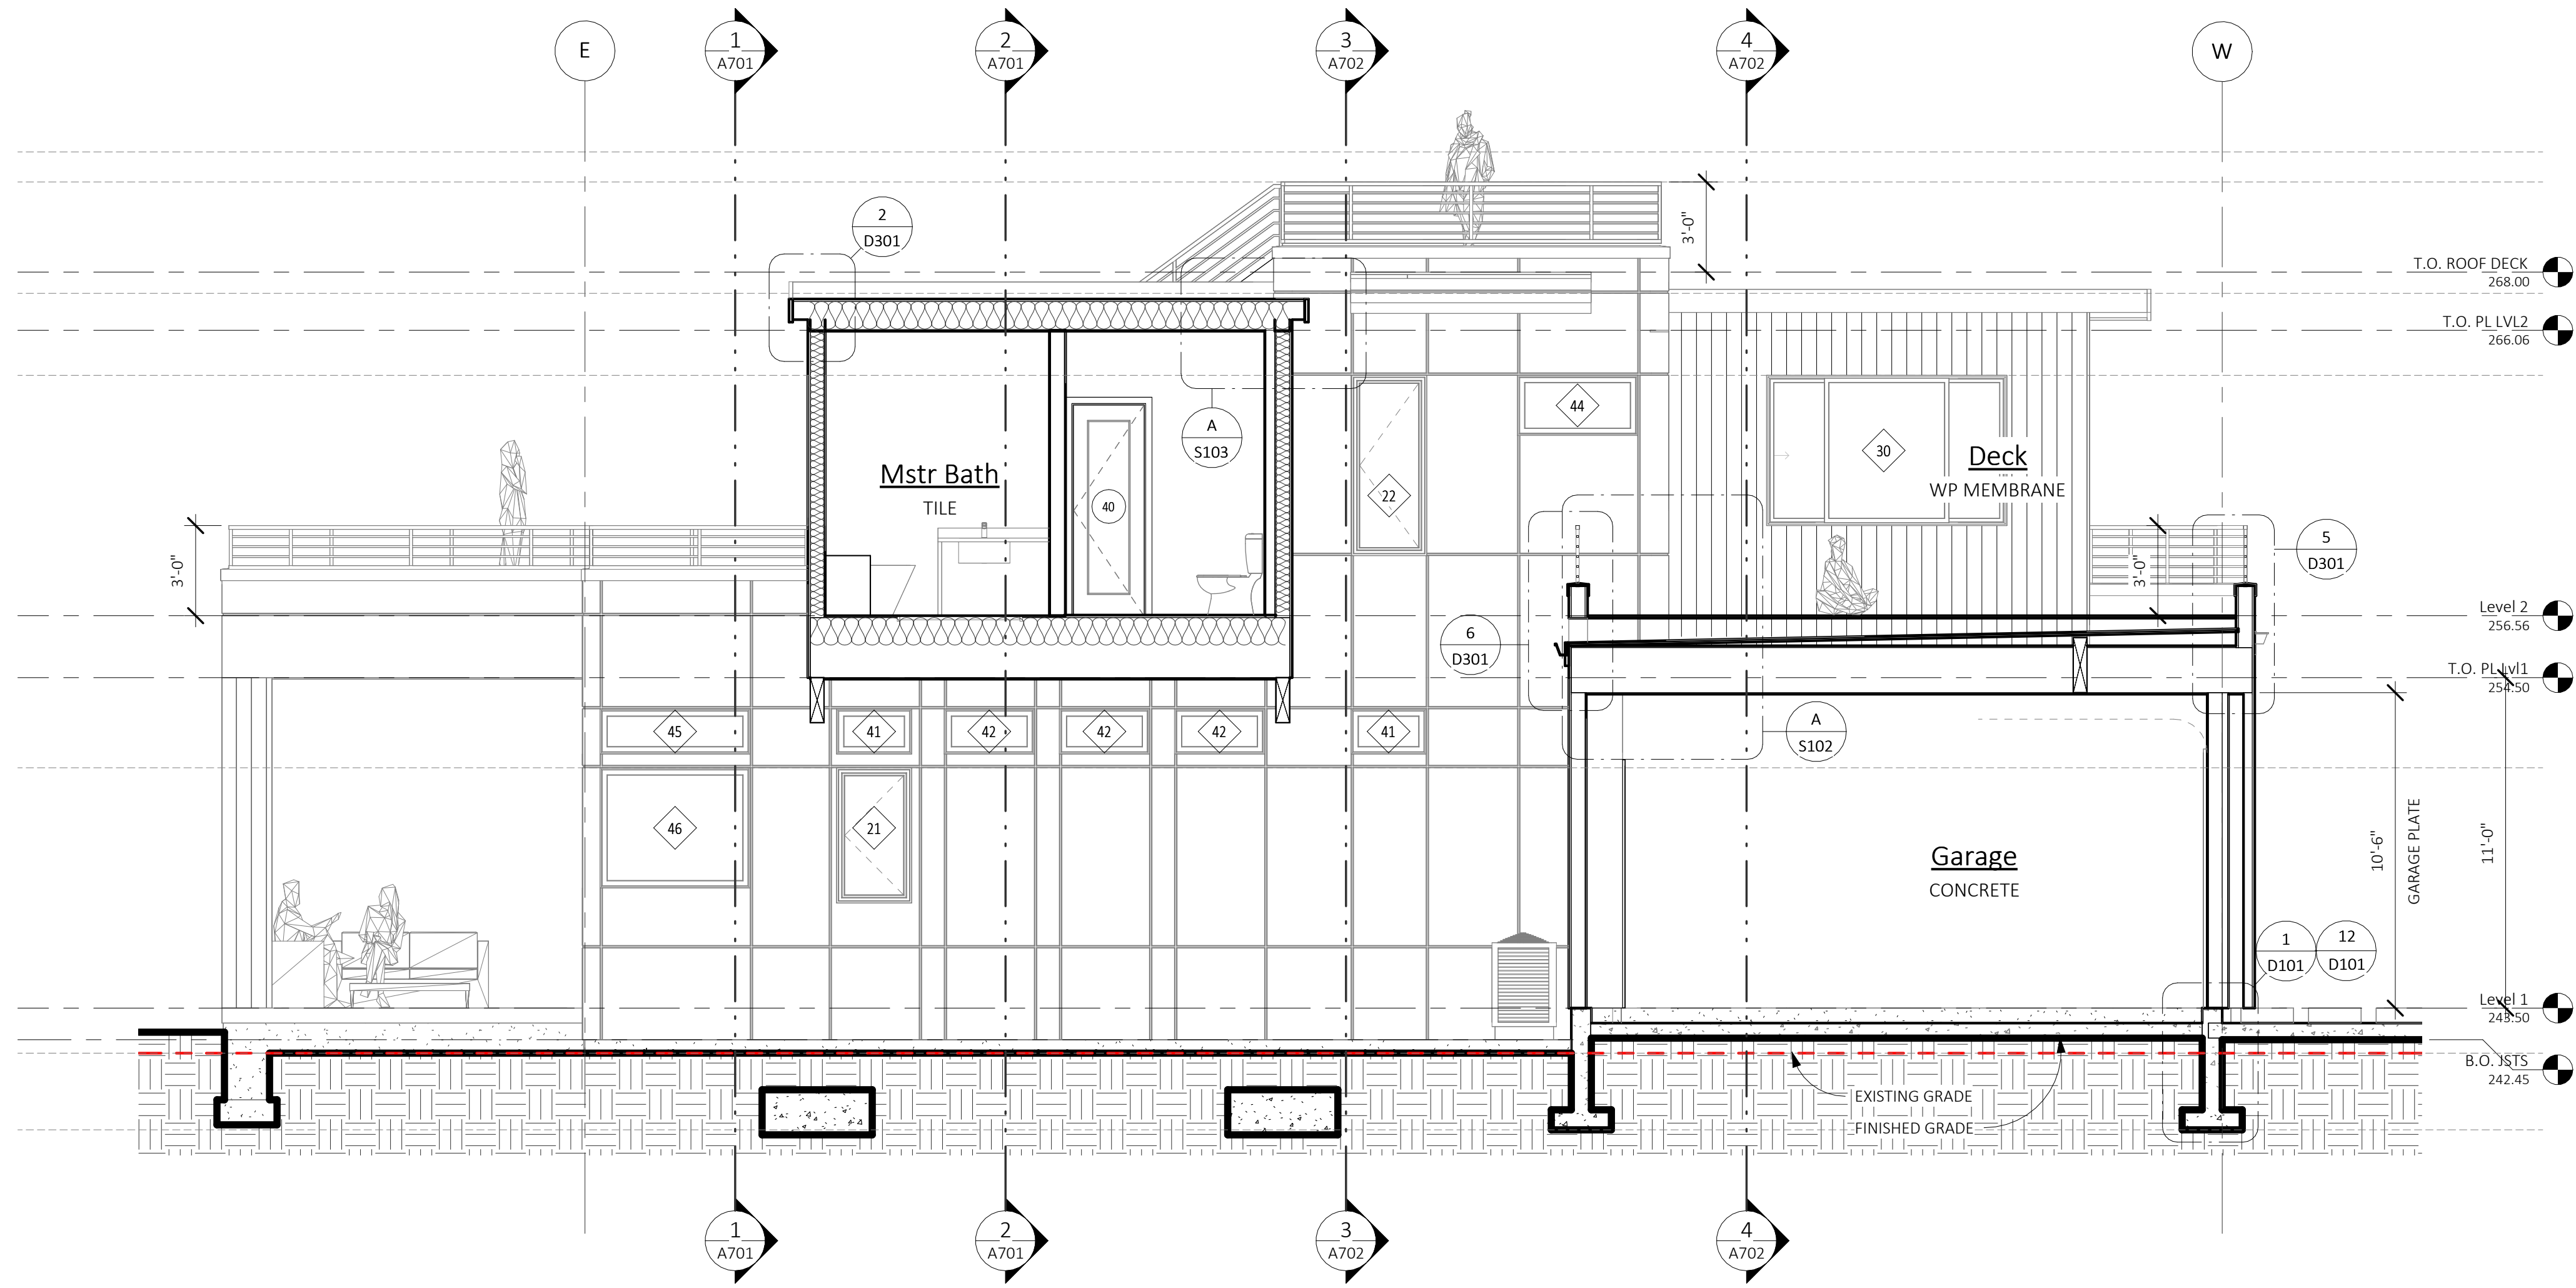 E
1
A701
2
A701
3
A702
4
A702
W
2
D301
3'-0"
T.O. ROOF DECK
268.00
T.O. PL LVL2
266.06
A
S103
44
22
30
Deck
WP MEMBRANE
Mstr Bath
TILE
40
3'-0"
3'-0"
5
D301
Level 2
256.56
6
D301
T.O. PL Lvl1
254.50
45
41
42
42
42
41
A
S102
46
21
10'-6"
GARAGE PLATE
11'-0"
Garage
CONCRETE
1
D101
12
D101
Level 1
243.50
B.O. JSTS
242.45
EXISTING GRADE
FINISHED GRADE
1
A701
2
A701
3
A702
4
A702